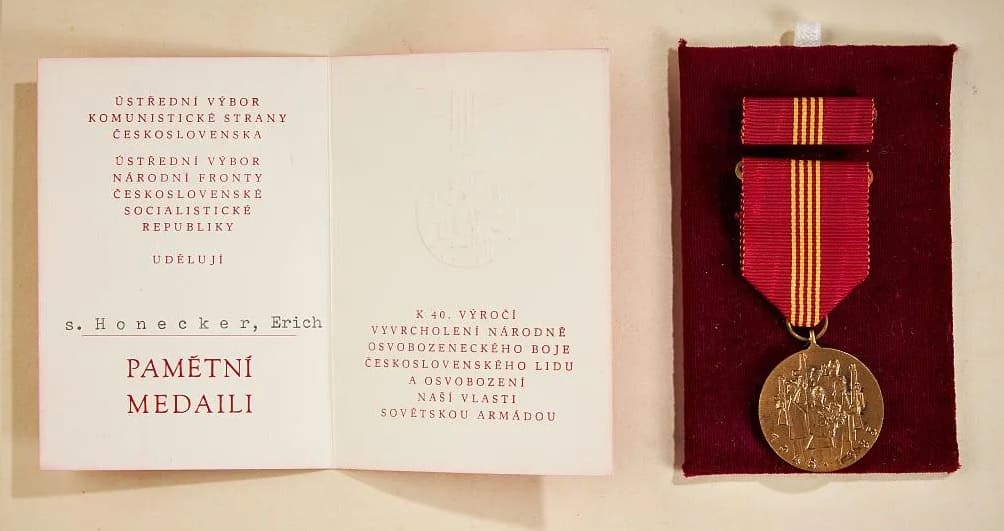 ÚSTŘEDNÍ VÝBOR
KOMUNISTICKÉ STRANY
ČESKOSLOVENSKA
ÚSTŘEDNÍ VÝBOR
NÁRODNÍ FRONTY
ČESKOSLOVENSKÉ
SOCIALISTICKÉ
REPUBLIKY
UDĚLUJÍ
s. Honecker, Erich
PAMĚTNÍ
MEDAILI
K 40. VÝROČÍ
VYVRCHOLENÍ NÁRODNĚ
OSVOBOZENECKÉHO BOJE
ČESKOSLOVENSKÉHO LIDU
A OSVOBOZENÍ
NAŠÍ VLASTI
SOVĚTSKOU ARMÁDOU